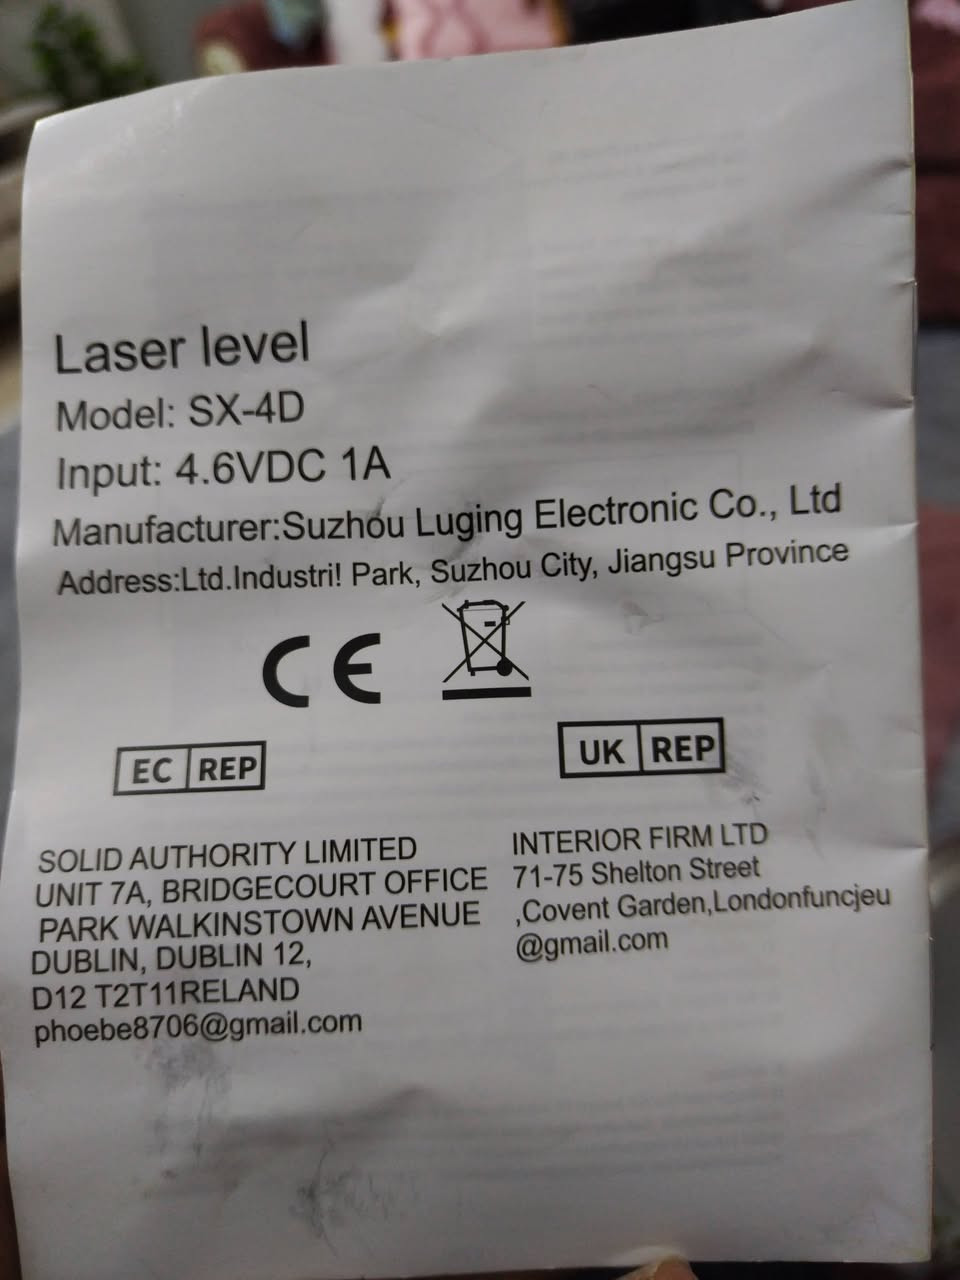 Laser level
Model: SX-4D
Input: 4.6VDC 1A
Manufacturer:Suzhou Luging Electronic Co., Ltd
Address:Ltd.Industri! Park, Suzhou City, Jiangsu Province
CE
EC REP
UK REP
SOLID AUTHORITY LIMITED
UNIT 7A, BRIDGECOURT OFFICE
PARK WALKINSTOWN AVENUE
DUBLIN, DUBLIN 12,
D12 T2T11RELAND
phoebe8706@gmail.com
INTERIOR FIRM LTD
71-75 Shelton Street
,Covent Garden,Londonfuncjeu
@gmail.com